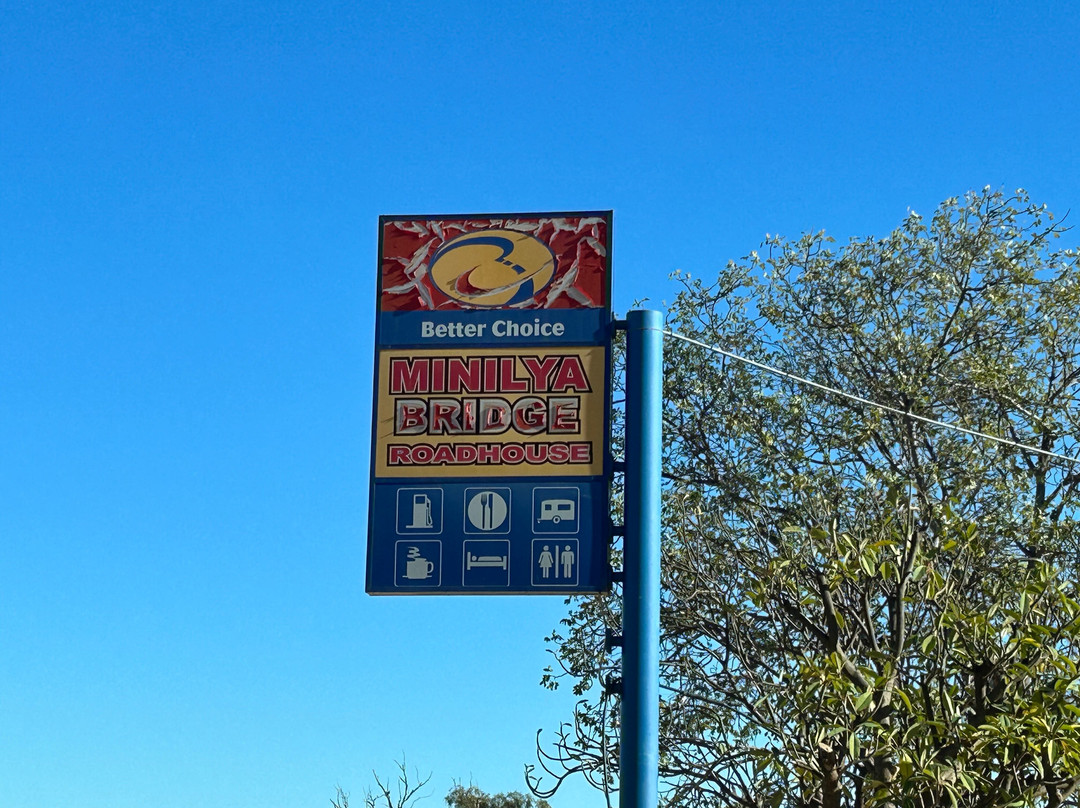 Better Choice
MINILYA
BRIDGE
ROADHOUSE